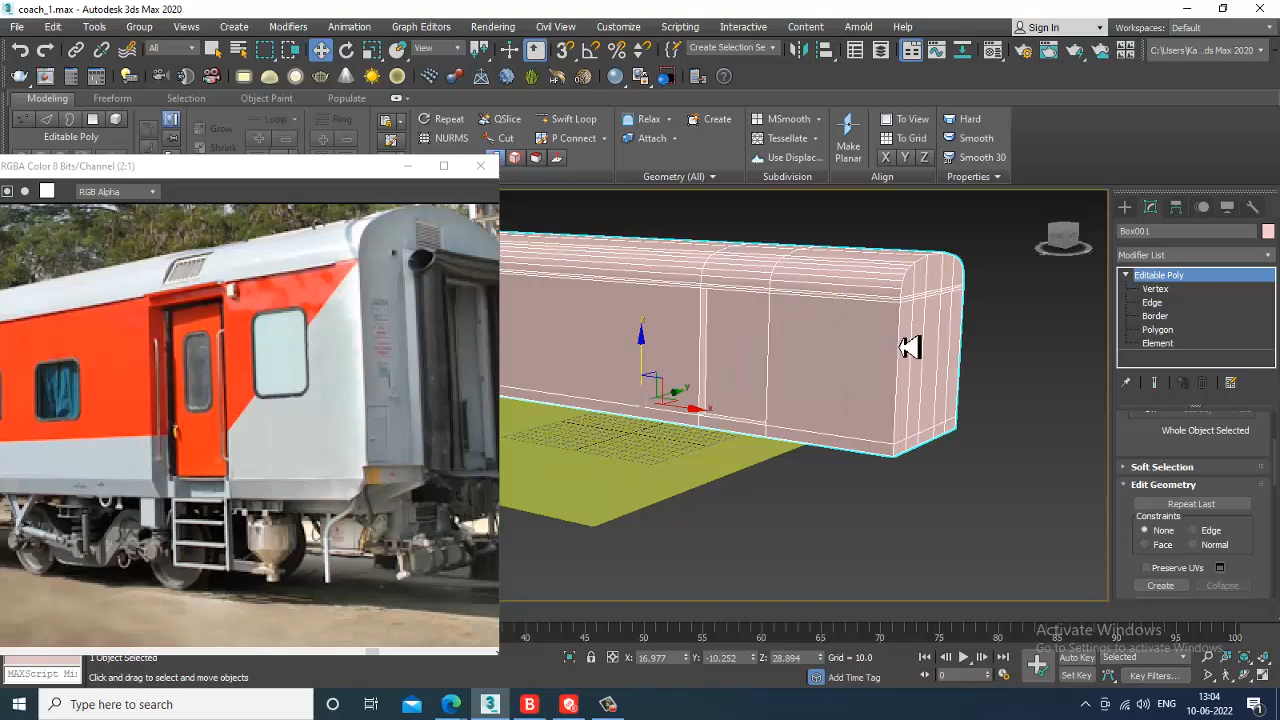 coach_1.max - Autodesk 3ds Max 2020
File Edit Tools Group Views Create Modifiers Animation Graph Editors Rendering Civil View Customize Scripting Interactive Content Arnold Help
Sign In Workspaces: Default
All View Create Selection Se C:\Users\Ka...ds Max 2020
Modeling Freeform Selection Object Paint Populate
Editable Poly
Grow Loop Ring
Repeat QSlice Swift Loop Relax Create MSmooth To View Hard
NURMS Cut P Connect Attach Tessellate To Grid Smooth
Make Planar
Use Displac... X Y Z Smooth 30
Geometry (All) Subdivision Align Properties
RGBA Color 8 Bits/Channel (2:1)
RGB Alpha
z
y
x
Box001
Modifier List
Editable Poly
Vertex
Edge
Border
Polygon
Element
Whole Object Selected
Soft Selection
Edit Geometry
Repeat Last
Constraints
None Edge
Face Normal
Preserve UVs
Create Collapse
40 45 50 55 60 65 70 75 80 85 90 95 100
Activate Windows
Go to Settings to activate Windows.
1 Object Selected
X: 16.977 Y: -10.252 Z: 28.894 Grid = 10.0
Auto Key Selected
MAXScript Mi
Click and drag to select and move objects
Add Time Tag
0
Set Key Key Filters...
Type here to search
ENG
13:04
10-06-2022